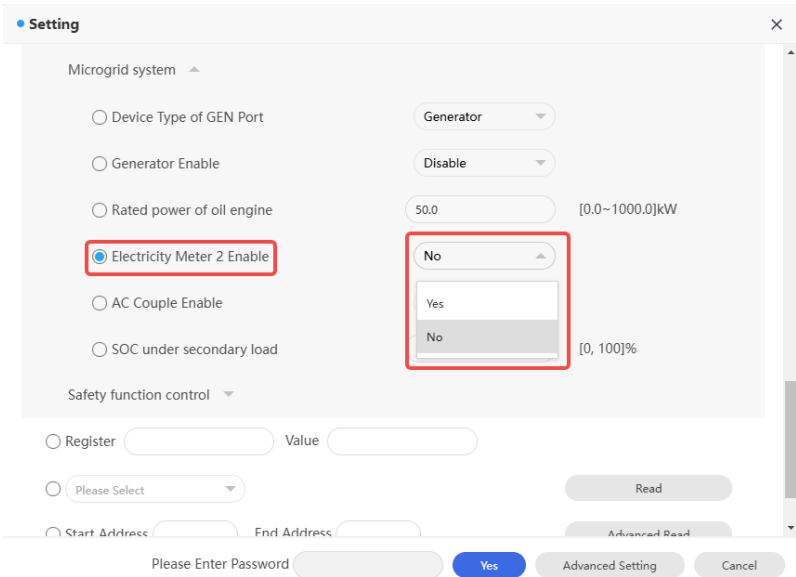 Setting
Microgrid system
Device Type of GEN Port Generator
Generator Enable Disable
Rated power of oil engine 50.0 [0.0~1000.0]kW
Electricity Meter 2 Enable No
AC Couple Enable Yes
No
SOC under secondary load [0, 100]%
Safety function control
Register Value
Please Select Read
Start Address End Address Advanced Read
Please Enter Password Yes Advanced Setting Cancel